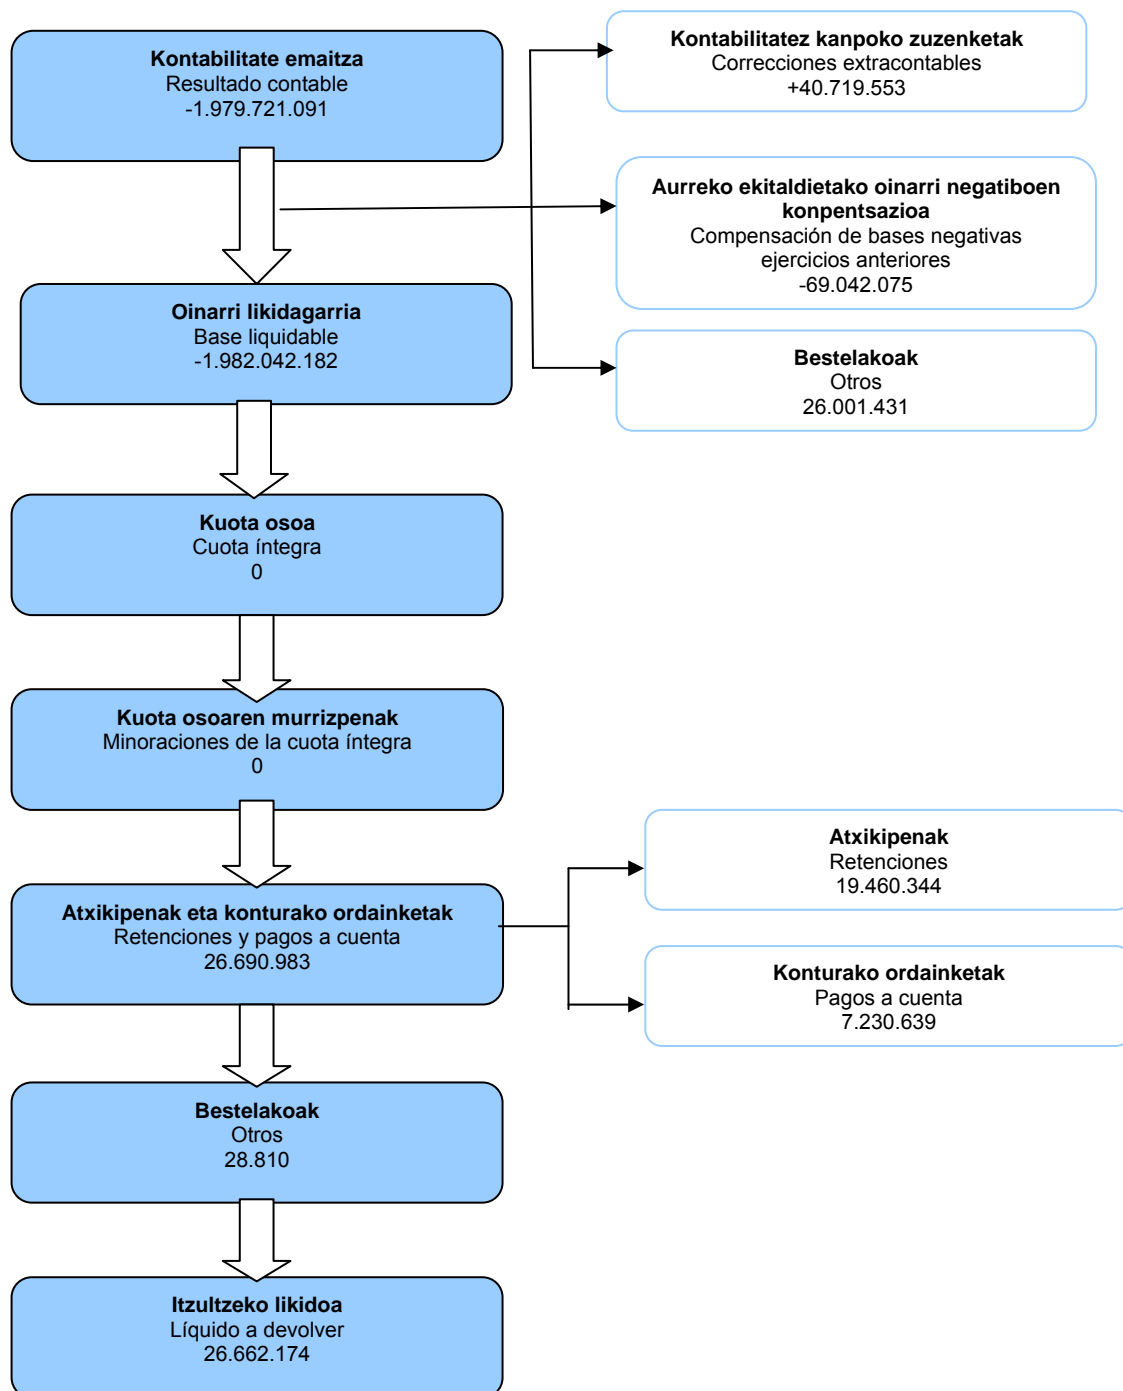 Kontabilitate emaitza
Resultado contable
-1.979.721.091
Kontabilitatez kanpoko zuzenketak
Correcciones extracontables
+40.719.553
Aurreko ekitaldietako oinarri negatiboen
konpentsazioa
Compensación de bases negativas
ejercicios anteriores
-69.042.075
Oinarri likidagarria
Base liquidable
-1.982.042.182
Bestelakoak
Otros
26.001.431
Kuota osoa
Cuota íntegra
0
Kuota osoaren murrizpenak
Minoraciones de la cuota íntegra
0
Atxikipenak eta konturako ordainketak
Retenciones y pagos a cuenta
26.690.983
Atxikipenak
Retenciones
19.460.344
Konturako ordainketak
Pagos a cuenta
7.230.639
Bestelakoak
Otros
28.810
Itzultzeko likidoa
Líquido a devolver
26.662.174